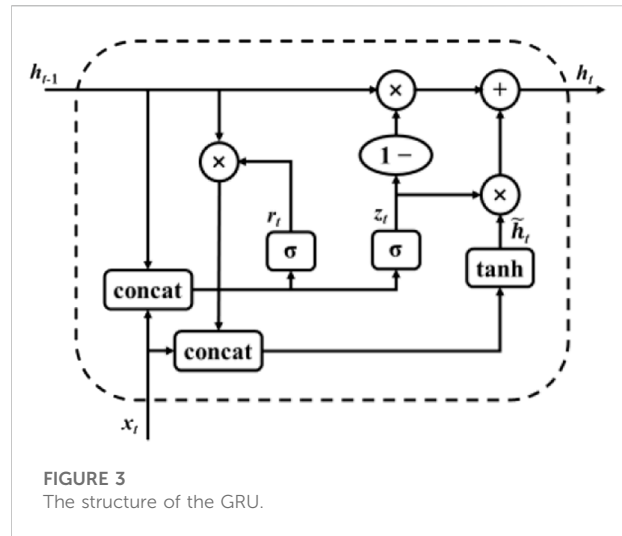 h_{t-1}
h_t
×
+
×
1 −
×
r_t
z_t
h̃_t
σ
σ
tanh
concat
concat
x_t
FIGURE 3
The structure of the GRU.